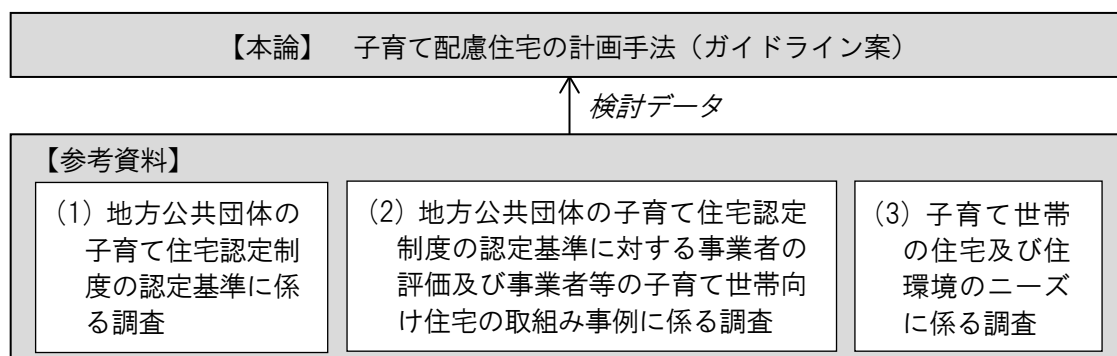 【本論】　子育て配慮住宅の計画手法（ガイドライン案）
検討データ
【参考資料】
(1) 地方公共団体の
子育て住宅認定制
度の認定基準に係
る調査
(2) 地方公共団体の子育て住宅認定
制度の認定基準に対する事業者の
評価及び事業者等の子育て世帯向
け住宅の取組み事例に係る調査
(3) 子育て世帯
の住宅及び住
環境のニーズ
に係る調査